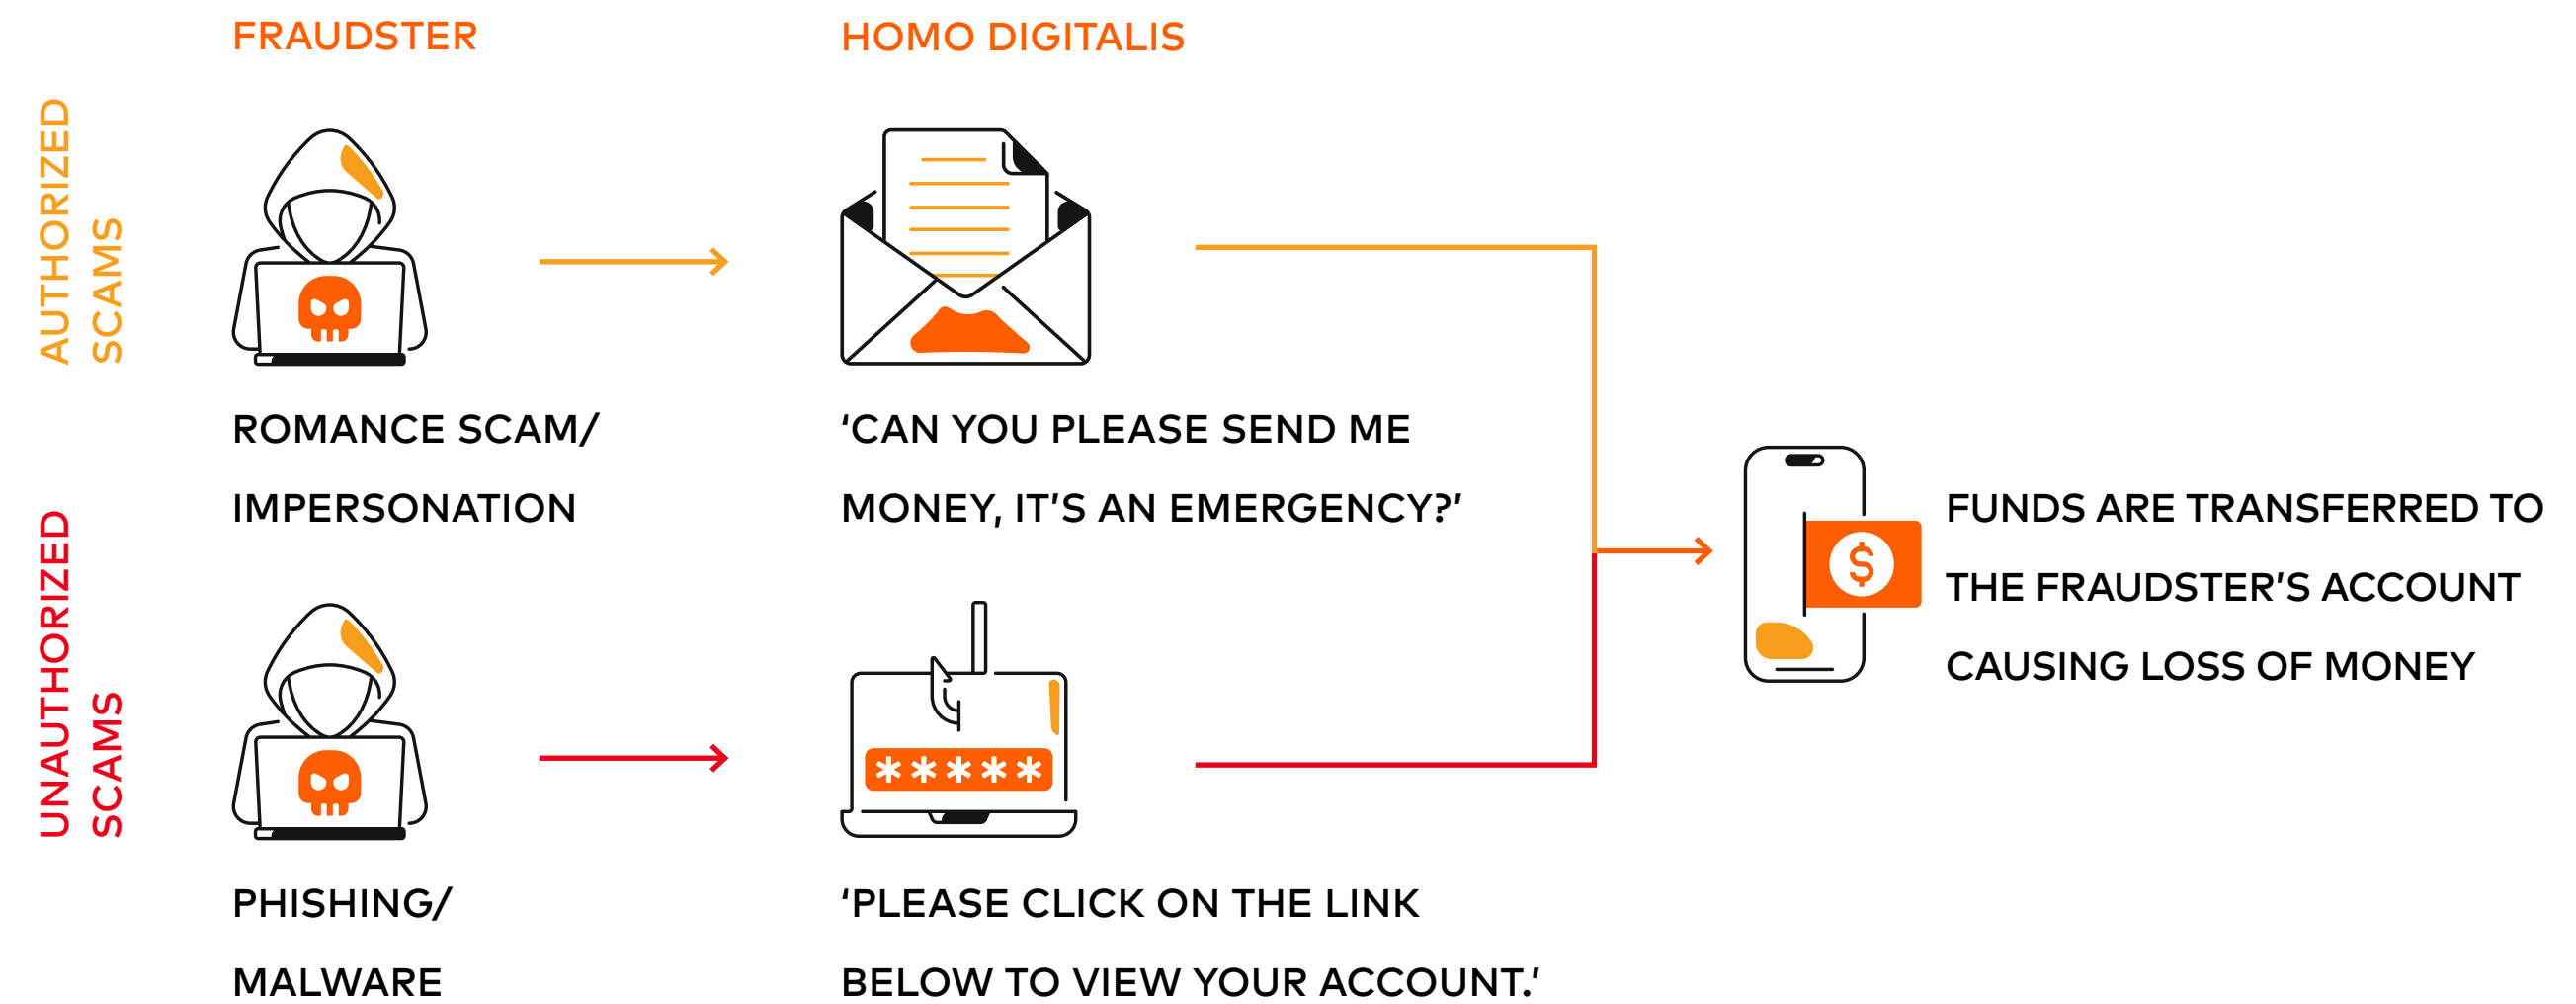 FRAUDSTER
HOMO DIGITALIS
AUTHORIZED
SCAMS
ROMANCE SCAM/
IMPERSONATION
‘CAN YOU PLEASE SEND ME
MONEY, IT’S AN EMERGENCY?’
UNAUTHORIZED
SCAMS
PHISHING/
MALWARE
*****
‘PLEASE CLICK ON THE LINK
BELOW TO VIEW YOUR ACCOUNT.’
$
FUNDS ARE TRANSFERRED TO
THE FRAUDSTER’S ACCOUNT
CAUSING LOSS OF MONEY